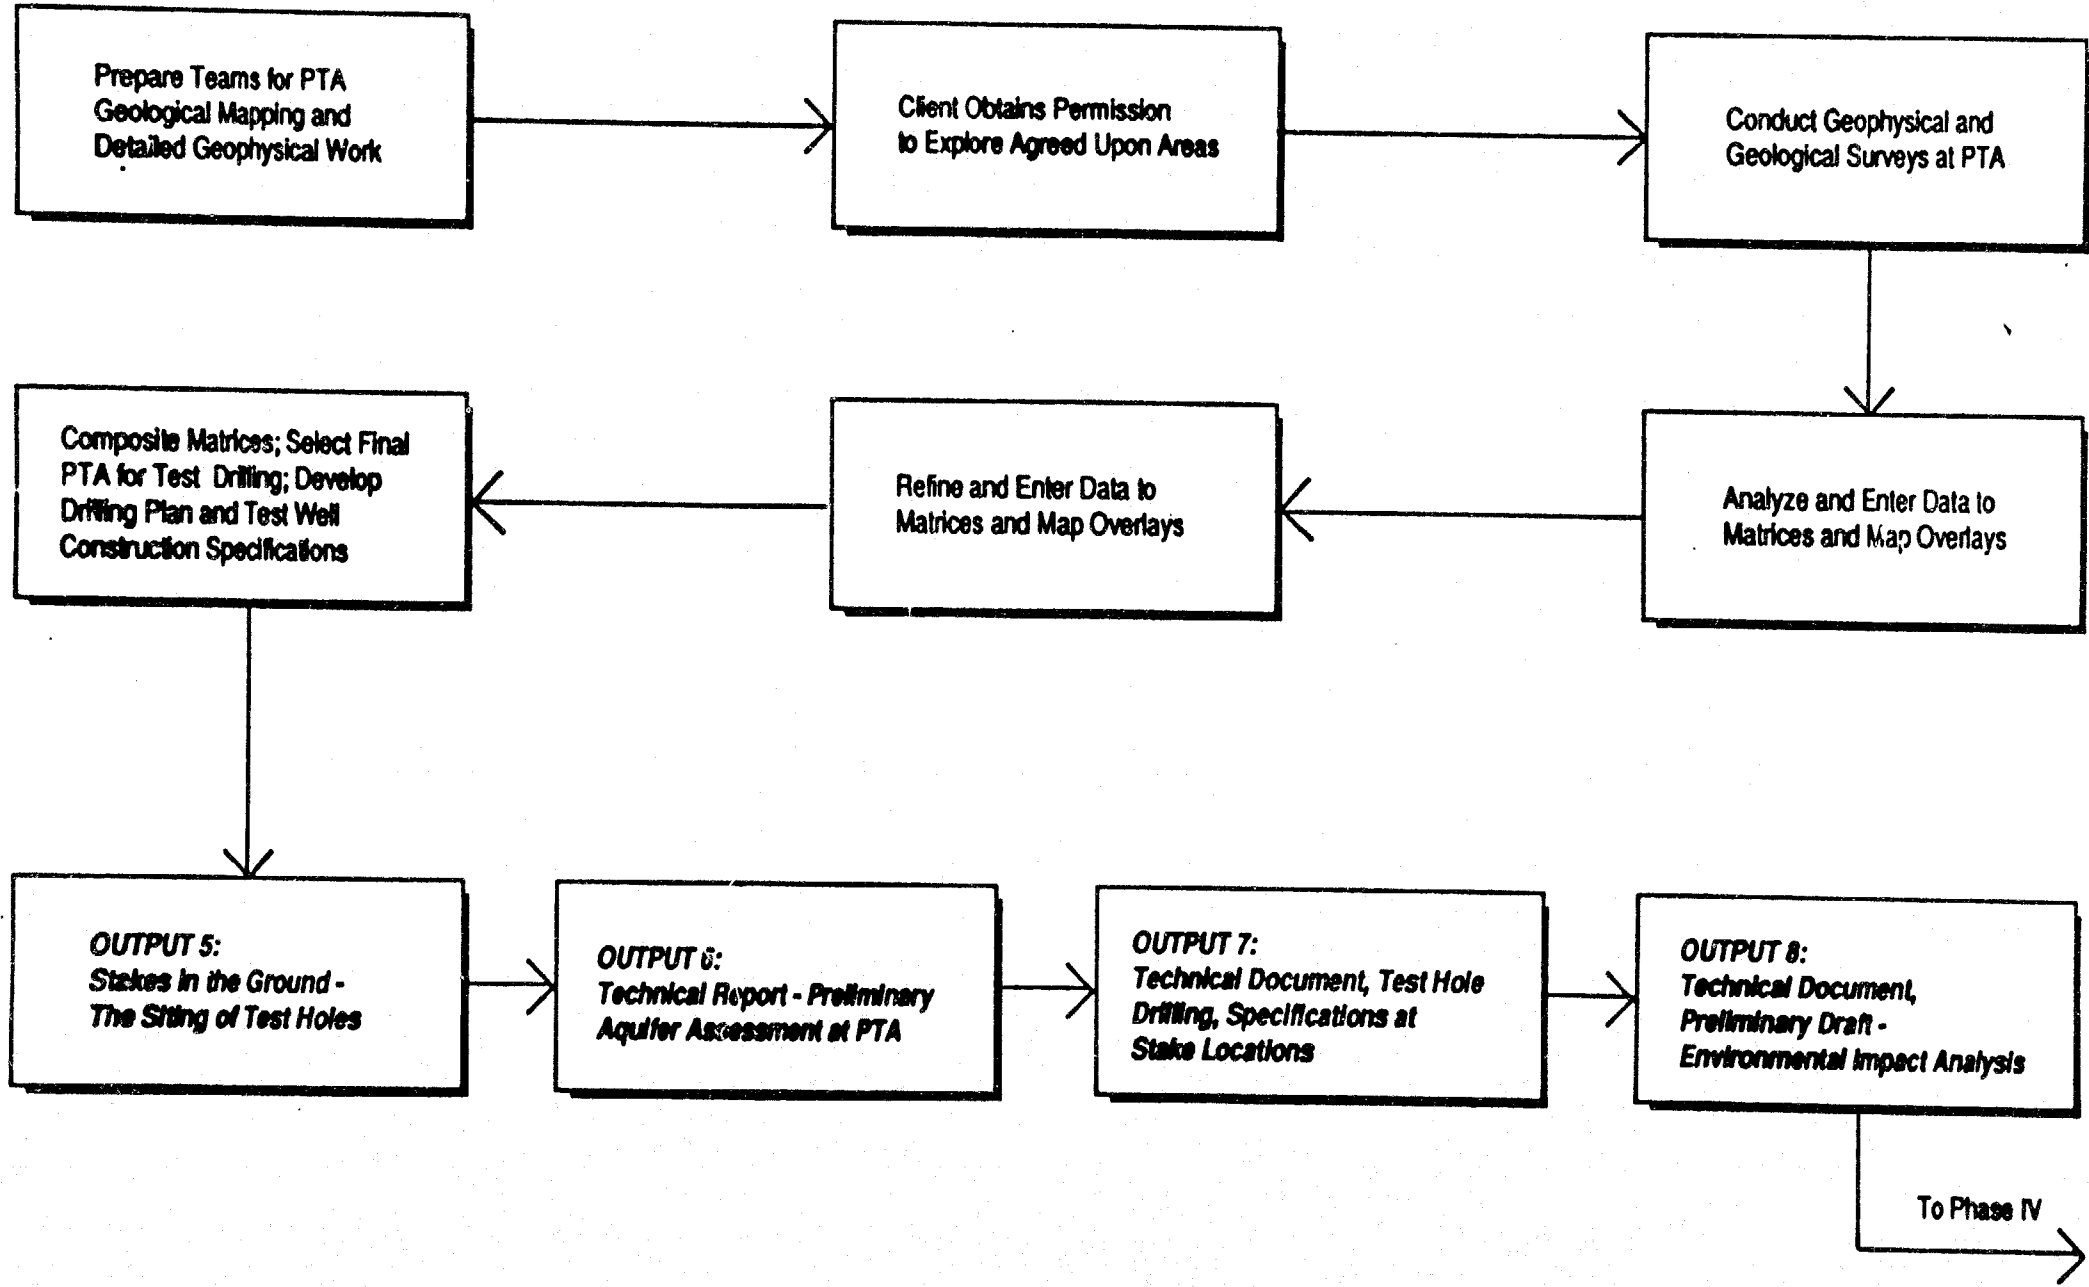 Prepare Teams for PTA
Geological Mapping and
Detailed Geophysical Work
Client Obtains Permission
to Explore Agreed Upon Areas
Conduct Geophysical and
Geological Surveys at PTA
Analyze and Enter Data to
Matrices and Map Overlays
Refine and Enter Data to
Matrices and Map Overlays
Composite Matrices; Select Final
PTA for Test Drilling; Develop
Drilling Plan and Test Well
Construction Specifications
OUTPUT 5:
Stakes in the Ground -
The Siting of Test Holes
OUTPUT 6:
Technical Report - Preliminary
Aquifer Assessment at PTA
OUTPUT 7:
Technical Document, Test Hole
Drilling, Specifications at
Stake Locations
OUTPUT 8:
Technical Document,
Preliminary Draft -
Environmental Impact Analysis
To Phase IV